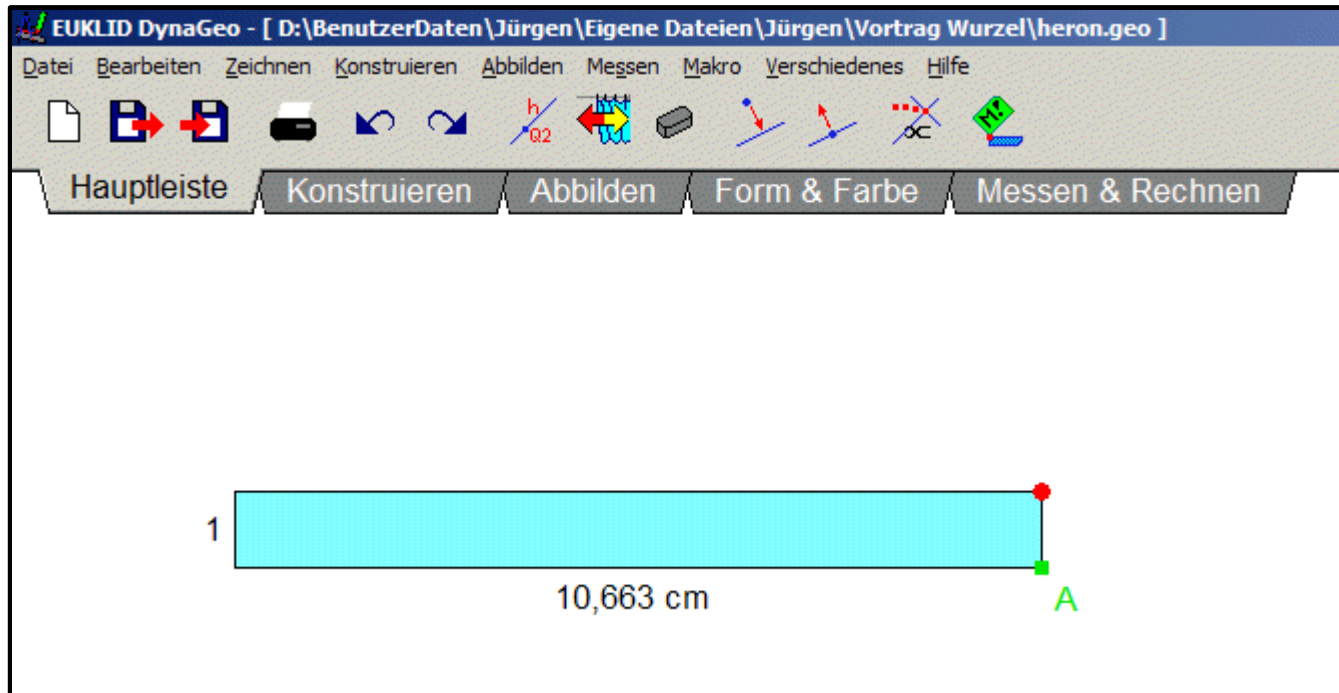 EUKLID DynaGeo - [ D:\BenutzerDaten\Jürgen\Eigene Dateien\Jürgen\Vortrag Wurzel\heron.geo ]
Datei Bearbeiten Zeichnen Konstruieren Abbilden Messen Makro Verschiedenes Hilfe
h Q2 M!
Hauptleiste Konstruieren Abbilden Form & Farbe Messen & Rechnen
1
10,663 cm A